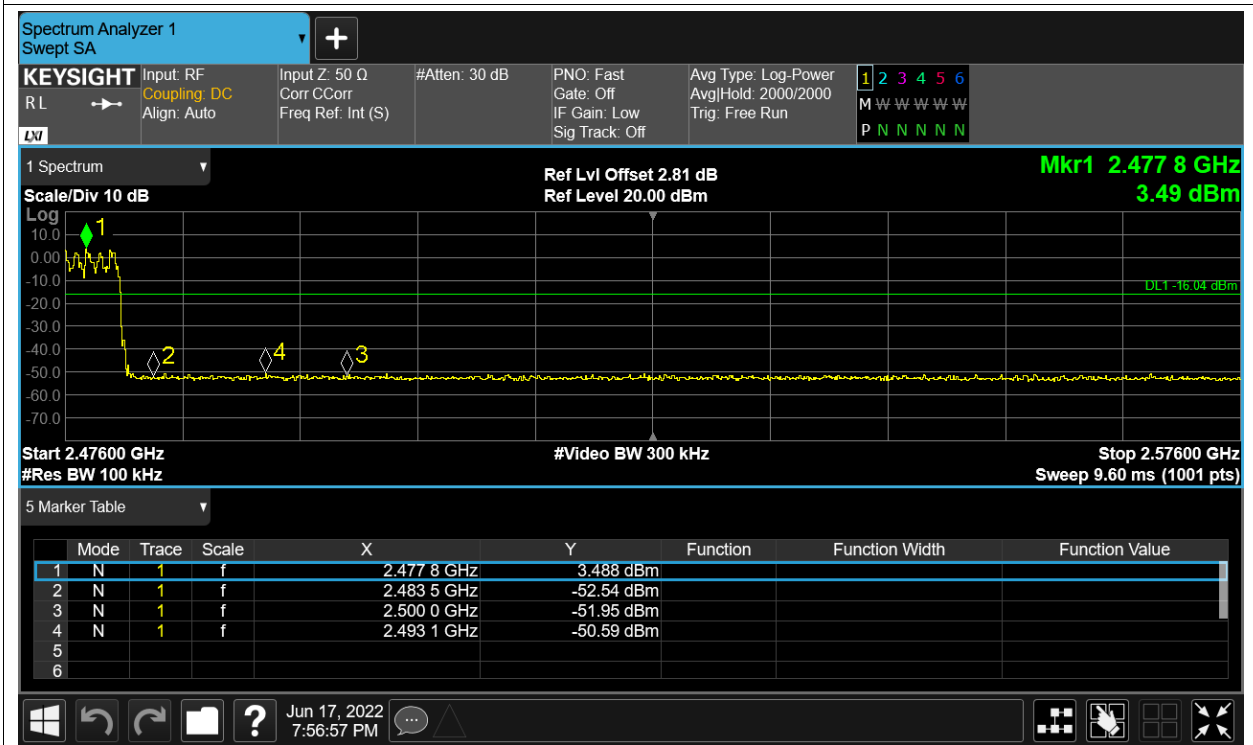 Spectrum Analyzer 1
Swept SA
+
KEYSIGHT Input: RF Input Z: 50 Ω #Atten: 30 dB PNO: Fast Avg Type: Log-Power 1 2 3 4 5 6
RL Coupling: DC Corr CCorr Gate: Off Avg|Hold: 2000/2000 M W W W W W
Align: Auto Freq Ref: Int (S) IF Gain: Low Trig: Free Run
LXI Sig Track: Off P N N N N N
1 Spectrum Ref Lvl Offset 2.81 dB Mkr1 2.477 8 GHz
Scale/Div 10 dB Ref Level 20.00 dBm 3.49 dBm
Log
1
10.0
0.00
-10.0
DL1 -16.04 dBm
-20.0
-30.0
-40.0
2 4 3
-50.0
-60.0
-70.0
Start 2.47600 GHz #Video BW 300 kHz Stop 2.57600 GHz
#Res BW 100 kHz Sweep 9.60 ms (1001 pts)
5 Marker Table
Mode Trace Scale X Y Function Function Width Function Value
1 N 1 f 2.477 8 GHz 3.488 dBm
2 N 1 f 2.483 5 GHz -52.54 dBm
3 N 1 f 2.500 0 GHz -51.95 dBm
4 N 1 f 2.493 1 GHz -50.59 dBm
5
6
? Jun 17, 2022
7:56:57 PM